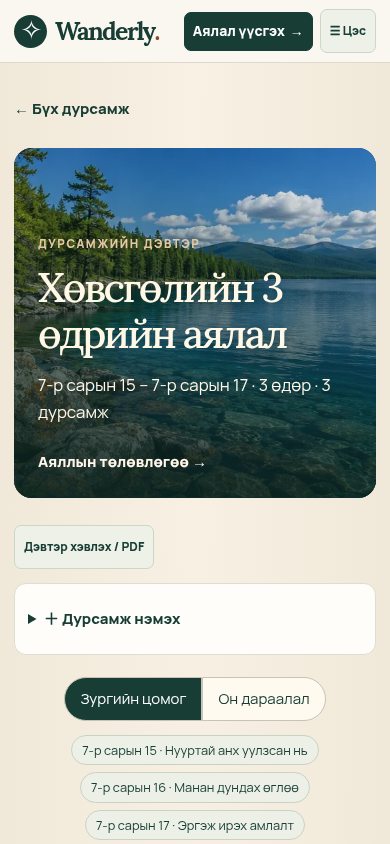 Wanderly.
Аялал үүсгэх →
☰ Цэс
← Бүх дурсамж
ДУРСАМЖИЙН ДЭВТЭР
Хөвсгөлийн 3
өдрийн аялал
7-р сарын 15 – 7-р сарын 17 · 3 өдөр · 3
дурсамж
Аяллын төлөвлөгөө →
Дэвтэр хэвлэх / PDF
▶ + Дурсамж нэмэх
Зургийн цомог
Он дараалал
7-р сарын 15 · Нууртай анх уулзсан нь
7-р сарын 16 · Манан дундах өглөө
7-р сарын 17 · Эргэж ирэх амлалт